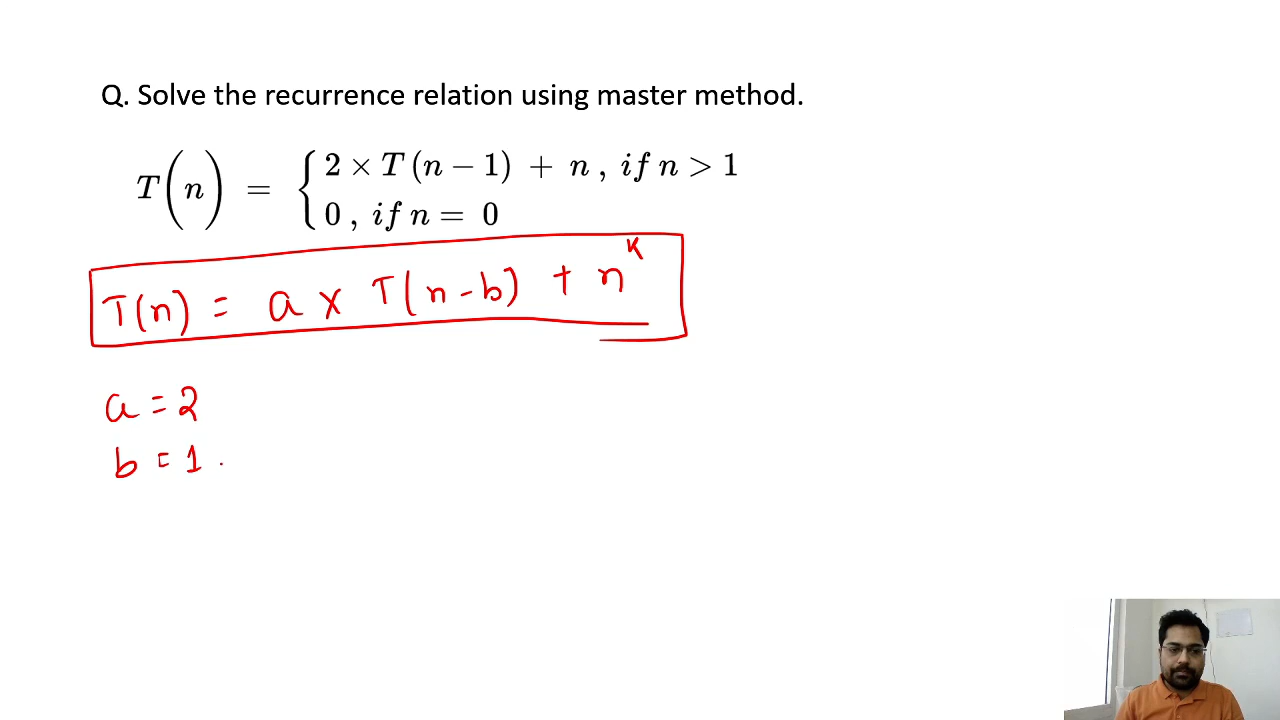 Q. Solve the recurrence relation using master method.
T(n) = { 2 × T(n − 1) + n , if n > 1
0 , if n = 0
T(n) = a x T(n-b) + n^k
a = 2
b = 1 .